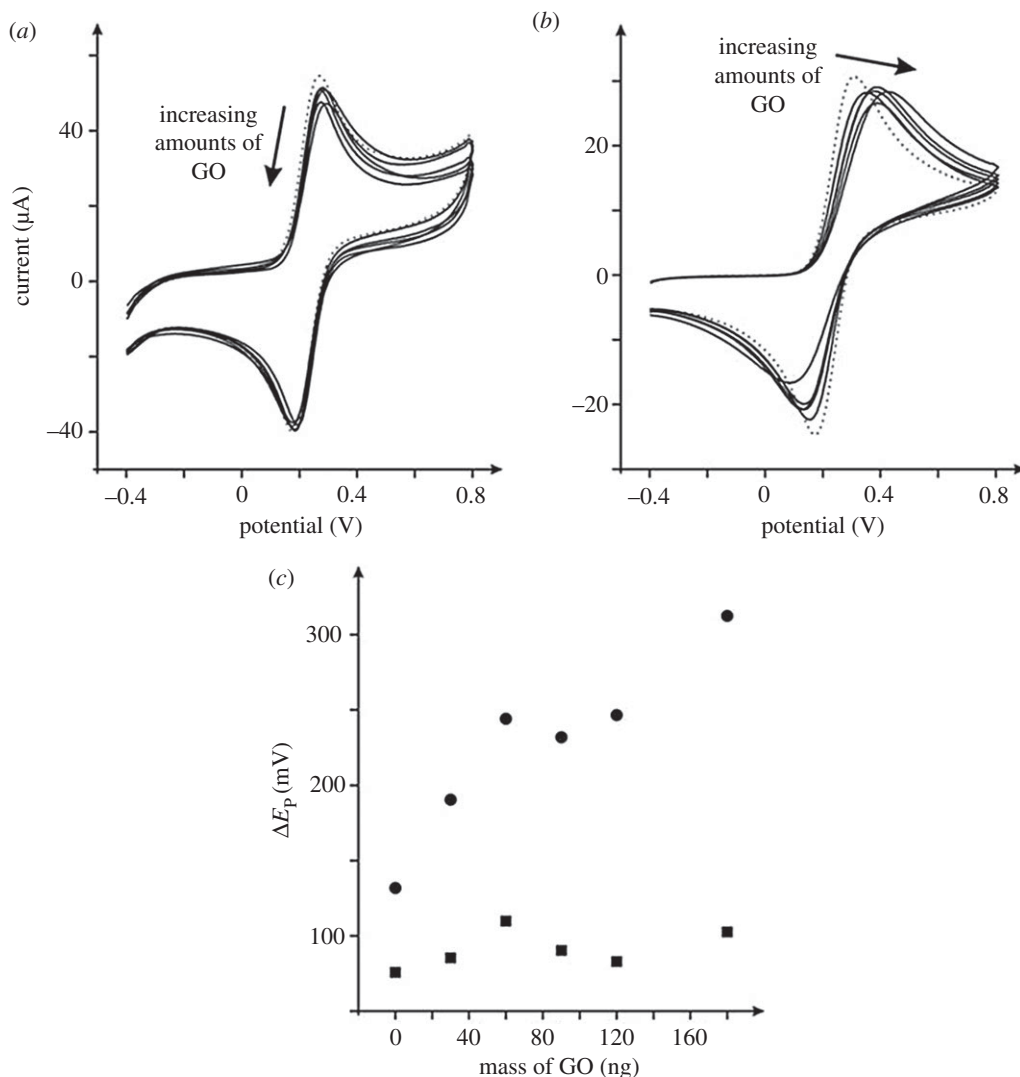 (a)
increasing
amounts of
GO
current (µA)
40
0
–20
–40
–0.4
0
0.4
0.8
potential (V)
(b)
increasing
amounts of
GO
20
0
–20
–0.4
0
0.4
0.8
potential (V)
(c)
ΔEP (mV)
300
200
100
0
40
80
120
160
mass of GO (ng)